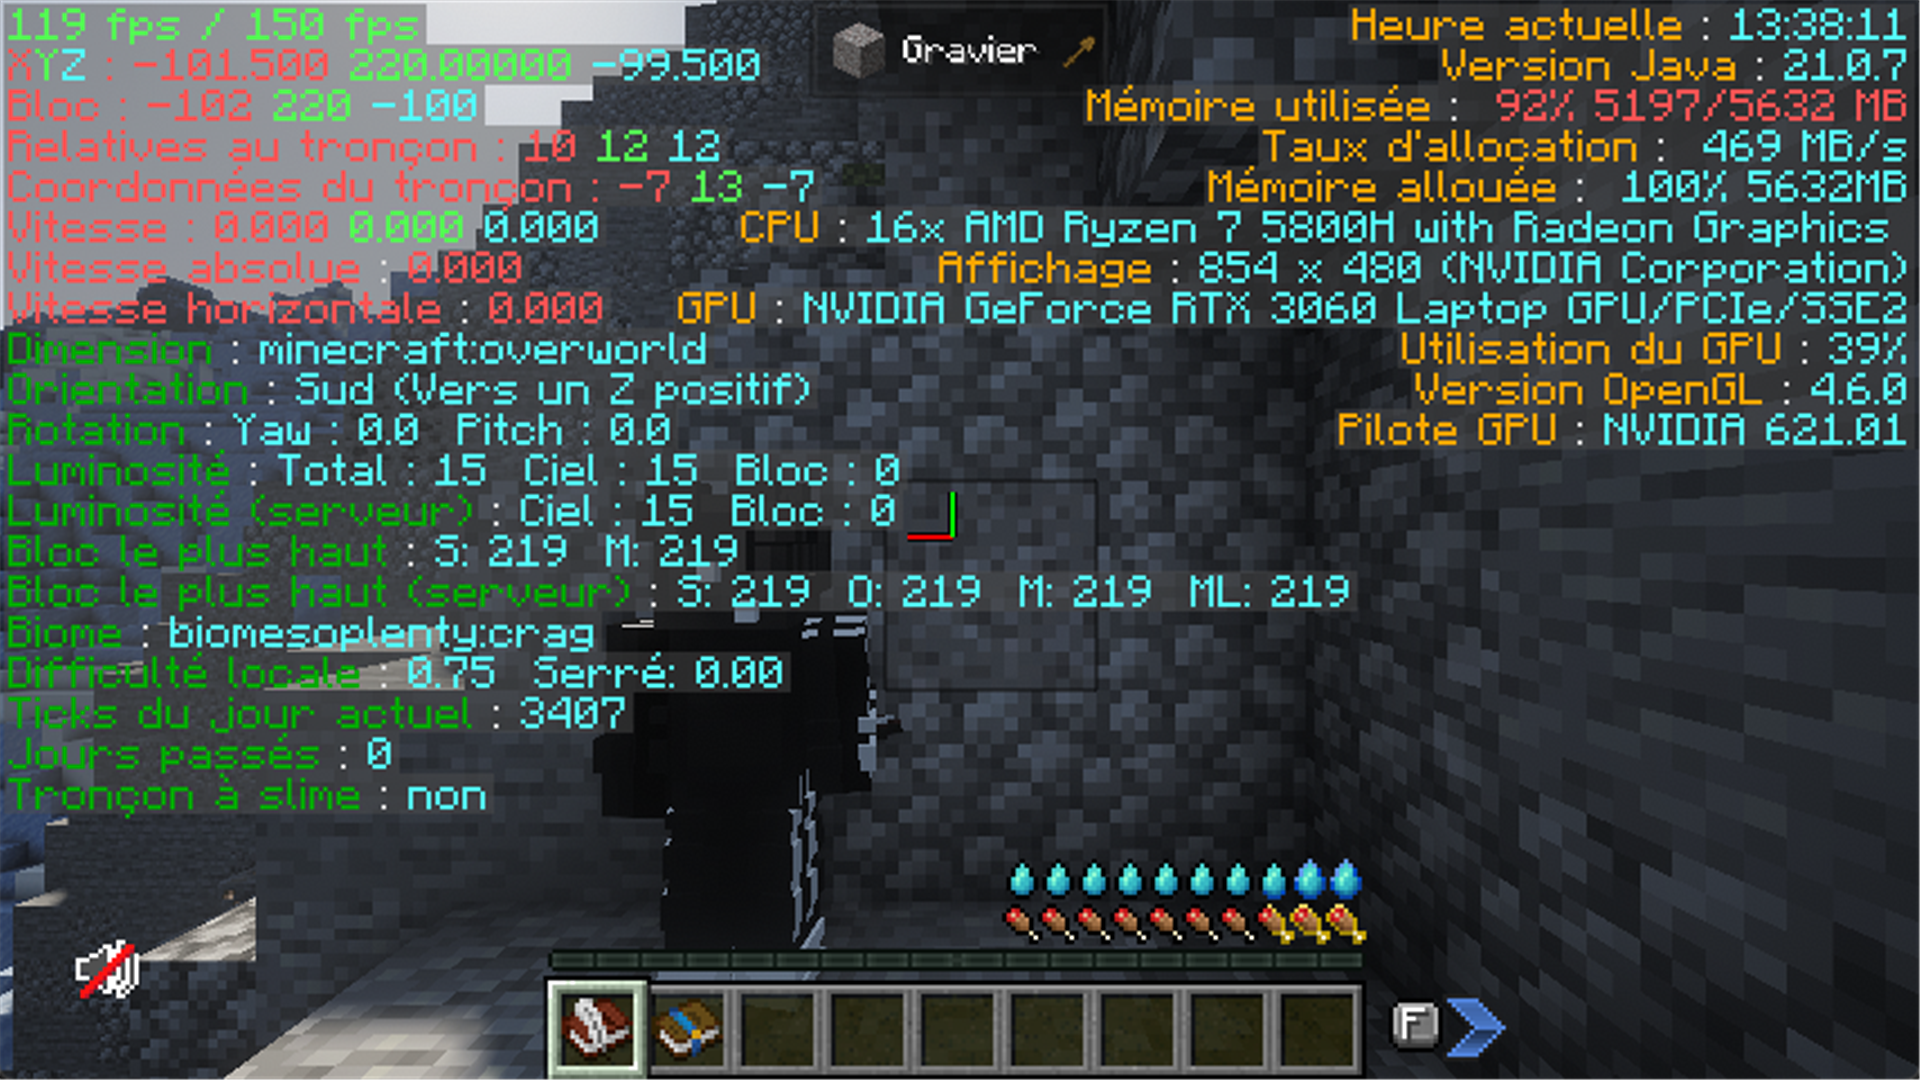 119 fps / 150 fps
XYZ : -101.500 220.00000 -99.500
Bloc : -102 220 -100
Relatives au tronçon : 10 12 12
Coordonnées du tronçon : -7 13 -7
Vitesse : 0.000 0.000 0.000
Vitesse absolue : 0.000
Vitesse horizontale : 0.000
Dimension : minecraft:overworld
Orientation : Sud (Vers un Z positif)
Rotation : Yaw : 0.0 Pitch : 0.0
Luminosité : Total : 15 Ciel : 15 Bloc : 0
Luminosité (serveur) : Ciel : 15 Bloc : 0
Bloc le plus haut : S: 219 M: 219
Bloc le plus haut (serveur) : S: 219 O: 219 M: 219 ML: 219
Biome : biomesoplenty:crag
Difficulté locale : 0.75 Serré: 0.00
Ticks du jour actuel : 3407
Jours passés : 0
Tronçon à slime : non
Gravier
Heure actuelle : 13:38:11
Version Java : 21.0.7
Mémoire utilisée : 92% 5197/5632 MB
Taux d'allocation : 469 MB/s
Mémoire allouée : 100% 5632MB
CPU : 16x AMD Ryzen 7 5800H with Radeon Graphics
Affichage : 854 x 480 (NVIDIA Corporation)
GPU : NVIDIA GeForce RTX 3060 Laptop GPU/PCIe/SSE2
Utilisation du GPU : 39%
Version OpenGL : 4.6.0
Pilote GPU : NVIDIA 621.01
F